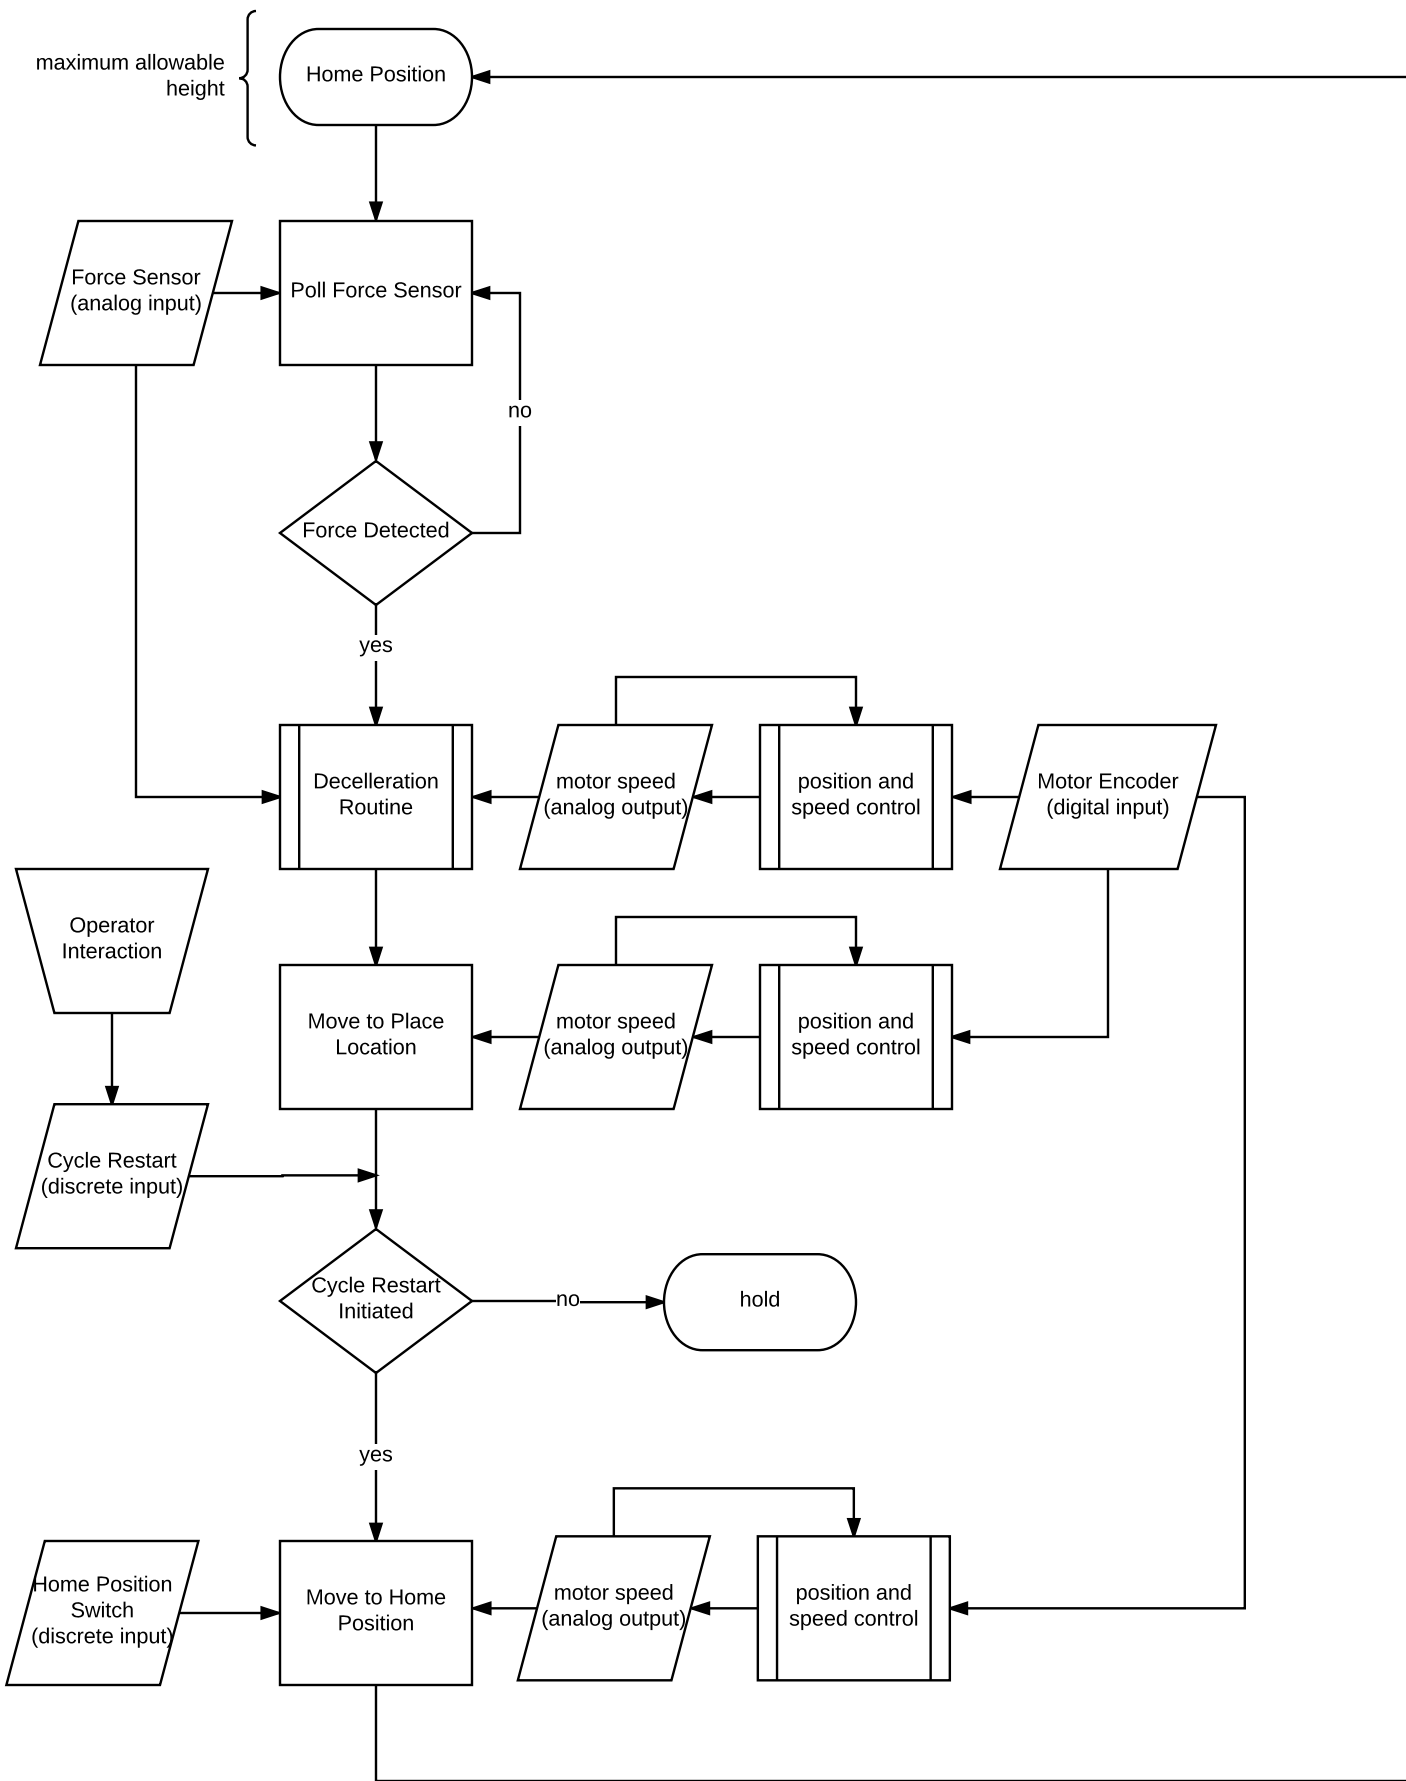 maximum allowable
height
Home Position
Force Sensor
(analog input)
Poll Force Sensor
no
Force Detected
yes
Decelleration
Routine
motor speed
(analog output)
position and
speed control
Motor Encoder
(digital input)
Operator
Interaction
Move to Place
Location
motor speed
(analog output)
position and
speed control
Cycle Restart
(discrete input)
Cycle Restart
Initiated
no
hold
yes
Home Position
Switch
(discrete input)
Move to Home
Position
motor speed
(analog output)
position and
speed control